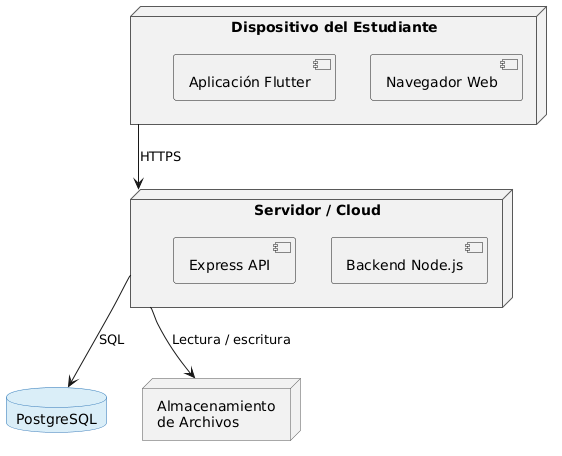 Dispositivo del Estudiante
Aplicación Flutter
Navegador Web
HTTPS
Servidor / Cloud
Express API
Backend Node.js
SQL
Lectura / escritura
PostgreSQL
Almacenamiento
de Archivos